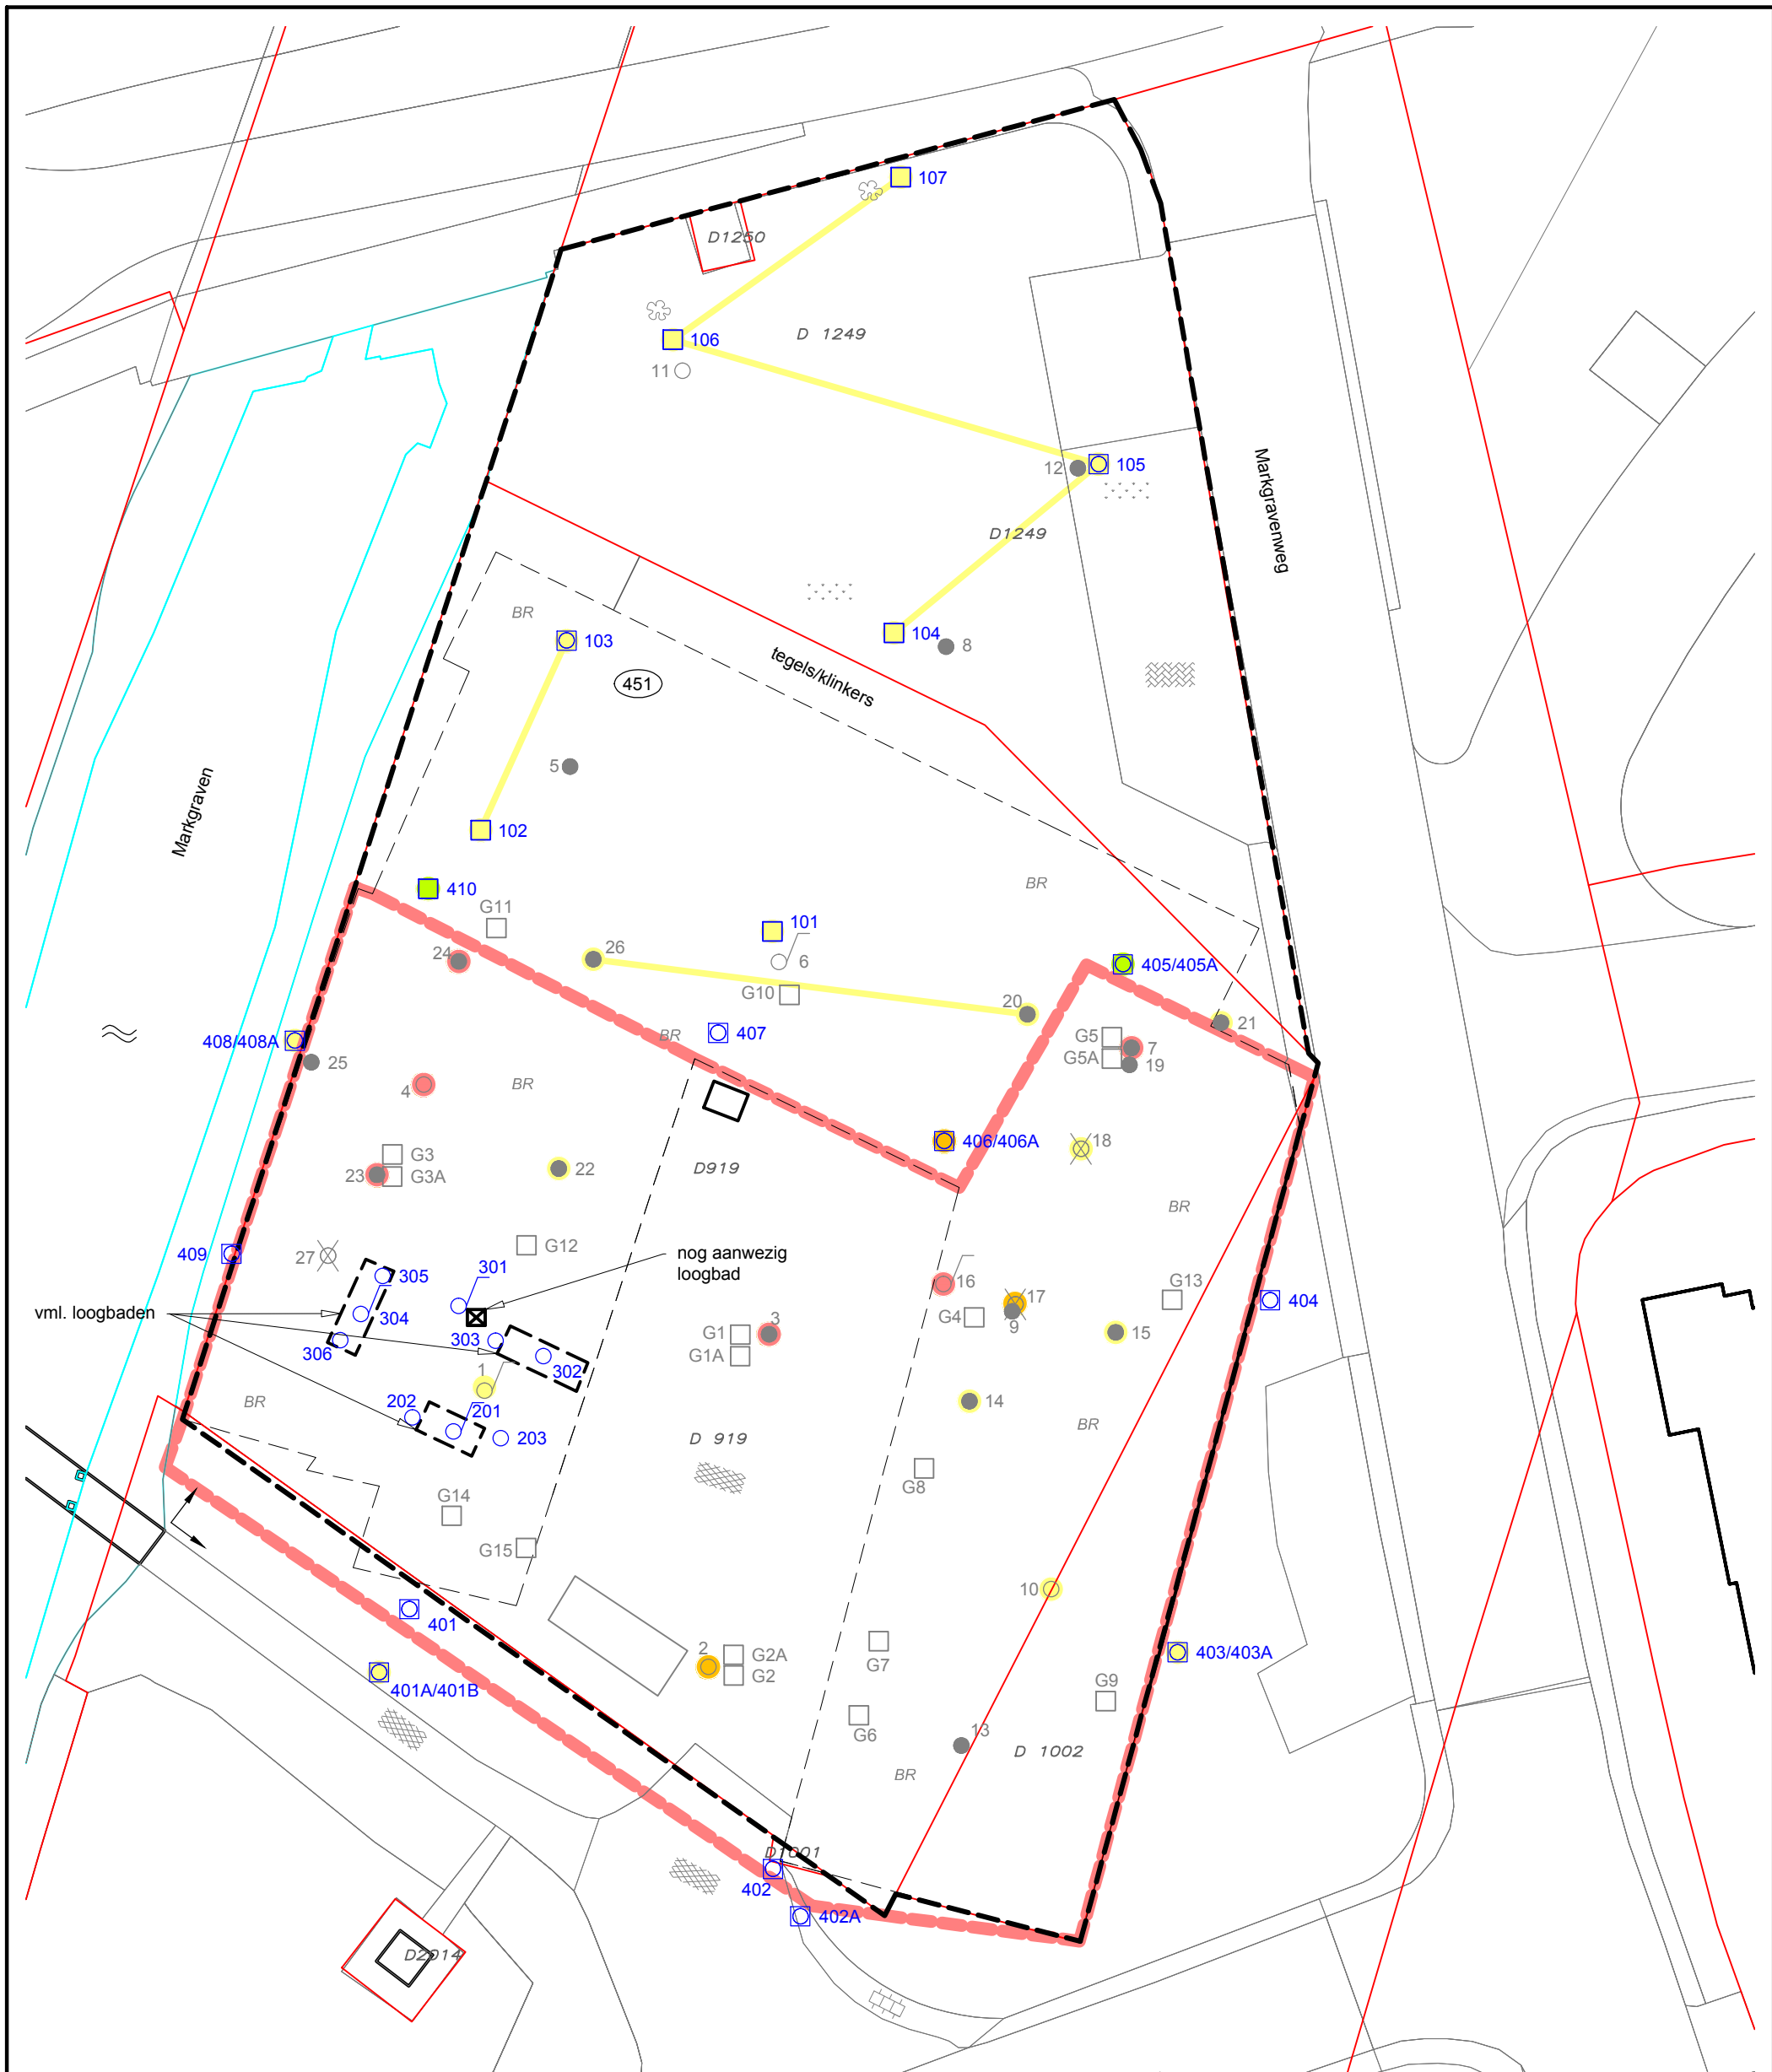 107
D1250
106
D 1249
11
12
105
D1249
Markgravenweg
BR
103
104
8
451
tegels/klinkers
5
Markgraven
102
410
BR
G11
101
24
26
6
405/405A
G10
20
21
408/408A
BR
407
G5
7
25
G5A
19
4
BR
406/406A
18
G3
D919
23
G3A
22
BR
409
27
G12
nog aanwezig
loogbad
305
301
16
17
G13
404
vml. loogbaden
304
G4
9
3
303
G1
15
306
G1A
302
1
14
BR
202
201
BR
203
D 919
G8
G14
G15
10
401
2
G2A
G7
403/403A
G2
401A/401B
G9
G6
13
D 1002
BR
D1001
402
402A
D2014